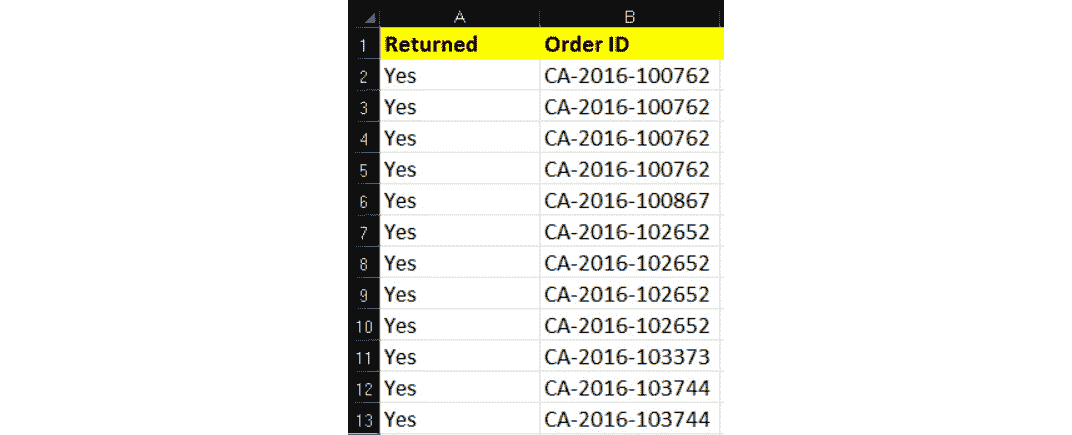 A B
1 Returned Order ID
2 Yes CA-2016-100762
3 Yes CA-2016-100762
4 Yes CA-2016-100762
5 Yes CA-2016-100762
6 Yes CA-2016-100867
7 Yes CA-2016-102652
8 Yes CA-2016-102652
9 Yes CA-2016-102652
10 Yes CA-2016-102652
11 Yes CA-2016-103373
12 Yes CA-2016-103744
13 Yes CA-2016-103744